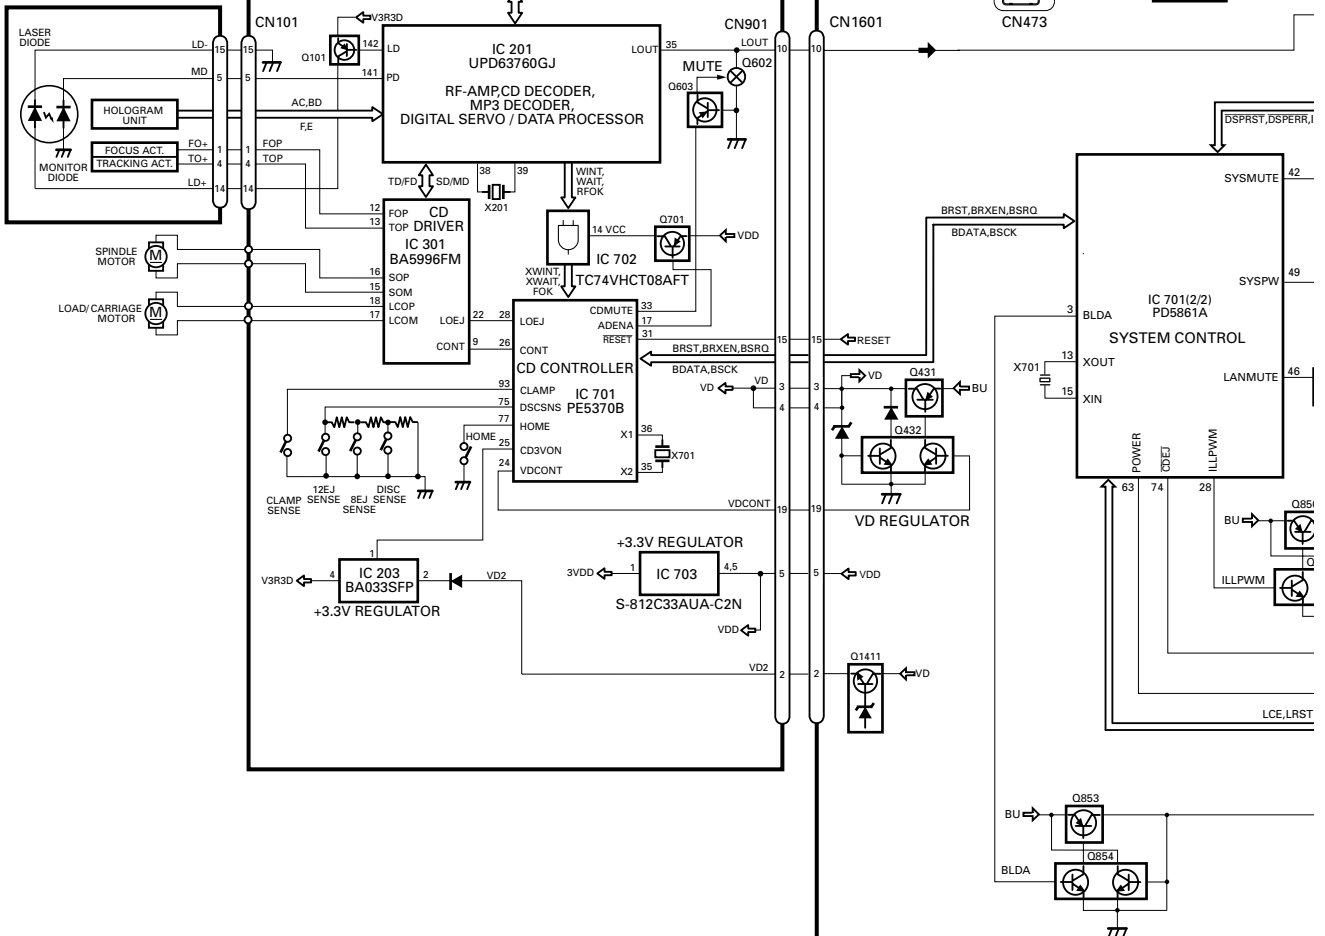 LASER
DIODE
LD-
15
15
MD
5
5
HOLOGRAM
UNIT
AC,BD
F,E
FOCUS ACT.
TRACKING ACT.
FO+
1
1
FOP
TO+
4
4
TOP
MONITOR
DIODE
LD+
14
14
CN101
V3R3D
Q101
142
LD
141
PD
IC 201
UPD63760GJ
RF-AMP,CD DECODER,
MP3 DECODER,
DIGITAL SERVO / DATA PROCESSOR
LOUT
35
CN901
LOUT
10
10
CN1601
MUTE
Q602
Q603
CN473
TD/FD
SD/MD
38
39
X201
WINT,
WAIT,
RFOK
12
FOP
13
TOP
CD
DRIVER
IC 301
BA5996FM
16
SOP
15
SOM
18
LCOP
17
LCOM
LOEJ
22
CONT
9
SPINDLE
MOTOR
M
LOAD/CARRIAGE
MOTOR
M
14 VCC
IC 702
TC74VHCT08AFT
Q701
VDD
XWINT,
XWAIT,
FOK
28
LOEJ
26
CONT
CD CONTROLLER
IC 701
PE5370B
CDMUTE
33
ADENA
17
RESET
31
15
15
RESET
BRST,BRXEN,BSRQ
BDATA,BSCK
BRST,BRXEN,BSRQ
BDATA,BSCK
93
CLAMP
75
DSCSNS
77
HOME
25
CD3VON
24
VDCONT
X1
36
X2
35
X701
HOME
CLAMP
SENSE
12EJ
SENSE
8EJ
SENSE
DISC
SENSE
VD
VD
3
3
4
4
VD
Q431
BU
Q432
VD REGULATOR
VDCONT
19
19
1
IC 203
BA033SFP
+3.3V REGULATOR
V3R3D
4
2
VD2
+3.3V REGULATOR
3VDD
1
IC 703
4,5
S-812C33AUA-C2N
5
5
VDD
VDD
VD2
2
2
Q1411
VD
DSPRST,DSPERR,
SYSMUTE
42
SYSPW
49
3
BLDA
IC 701(2/2)
PD5861A
SYSTEM CONTROL
X701
13
XOUT
15
XIN
LANMUTE
46
POWER
CDEJ
ILLPWM
63
74
28
BU
ILLPWM
LCE,LRST
Q853
BU
Q854
BLDA